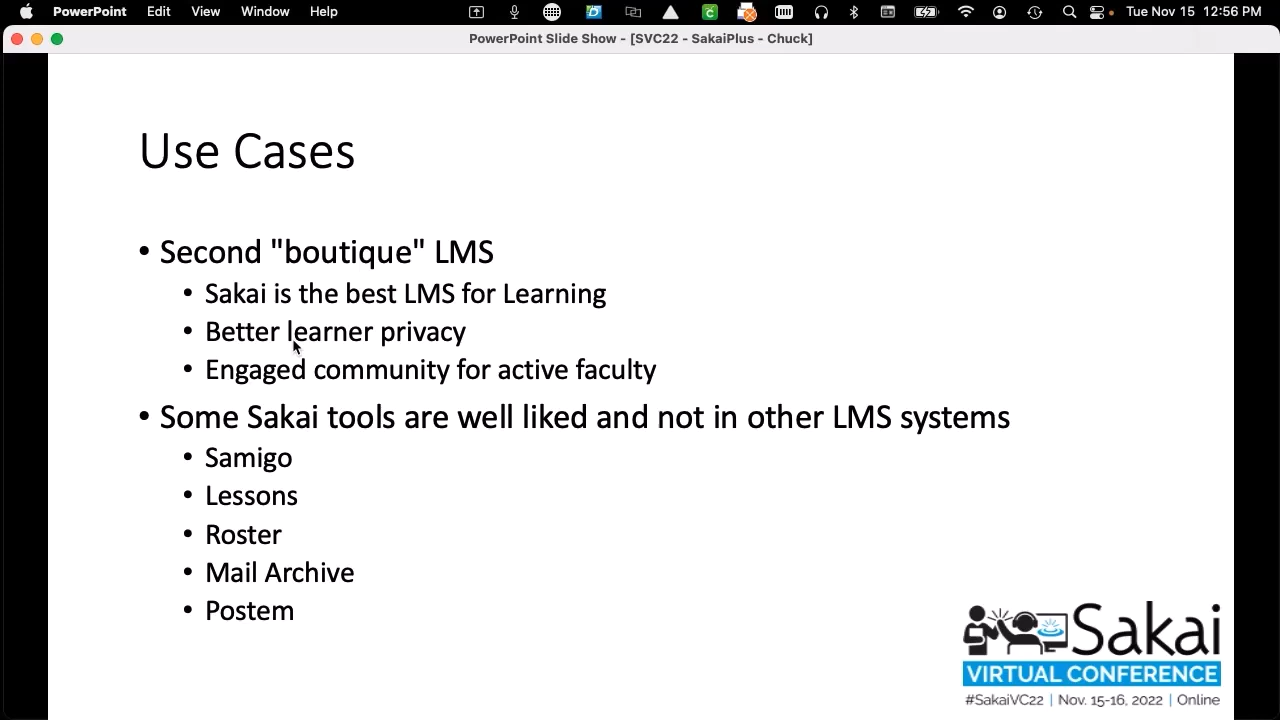 PowerPoint Edit View Window Help Tue Nov 15 12:56 PM
PowerPoint Slide Show - [SVC22 - SakaiPlus - Chuck]
Use Cases
• Second "boutique" LMS
• Sakai is the best LMS for Learning
• Better learner privacy
• Engaged community for active faculty
• Some Sakai tools are well liked and not in other LMS systems
• Samigo
• Lessons
• Roster
• Mail Archive
• Postem
Sakai
VIRTUAL CONFERENCE
#SakaiVC22 | Nov. 15-16, 2022 | Online